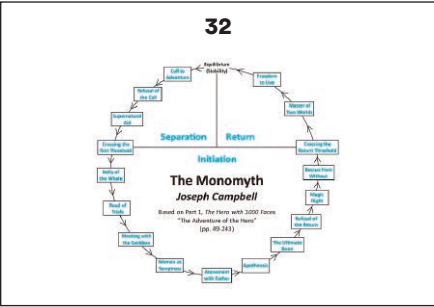 32
Equilibrium
(Stability)
Call to
Adventure
Refusal of
the Call
Supernatural
Aid
Crossing the
First Threshold
Belly of
the Whale
Road of
Trials
Meeting with
the Goddess
Woman as
Temptress
Atonement
with Father
Apotheosis
The Ultimate
Boon
Refusal of
the Return
Magic
Flight
Rescue from
Without
Crossing the
Return Threshold
Master of
Two Worlds
Freedom
to Live
Separation
Return
Initiation
The Monomyth
Joseph Campbell
Based on Part 1, The Hero with 1000 Faces
"The Adventure of the Hero"
(pp. 49-243)